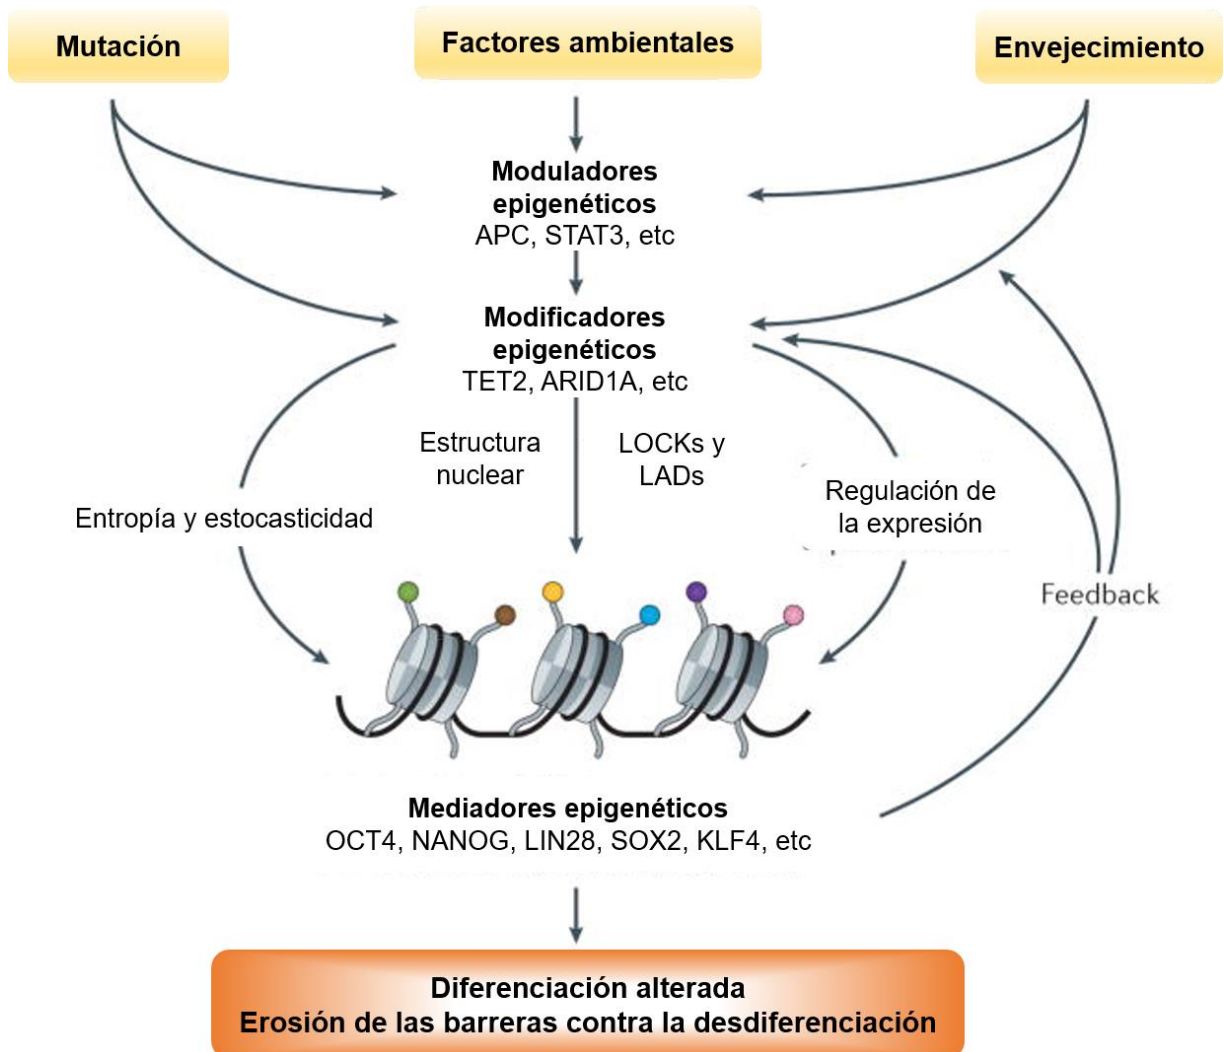 Mutación
Factores ambientales
Envejecimiento
Moduladores
epigenéticos
APC, STAT3, etc
Modificadores
epigenéticos
TET2, ARID1A, etc
Estructura
nuclear
LOCKs y
LADs
Entropía y estocasticidad
Regulación de
la expresión
Feedback
Mediadores epigenéticos
OCT4, NANOG, LIN28, SOX2, KLF4, etc
Diferenciación alterada
Erosión de las barreras contra la desdiferenciación